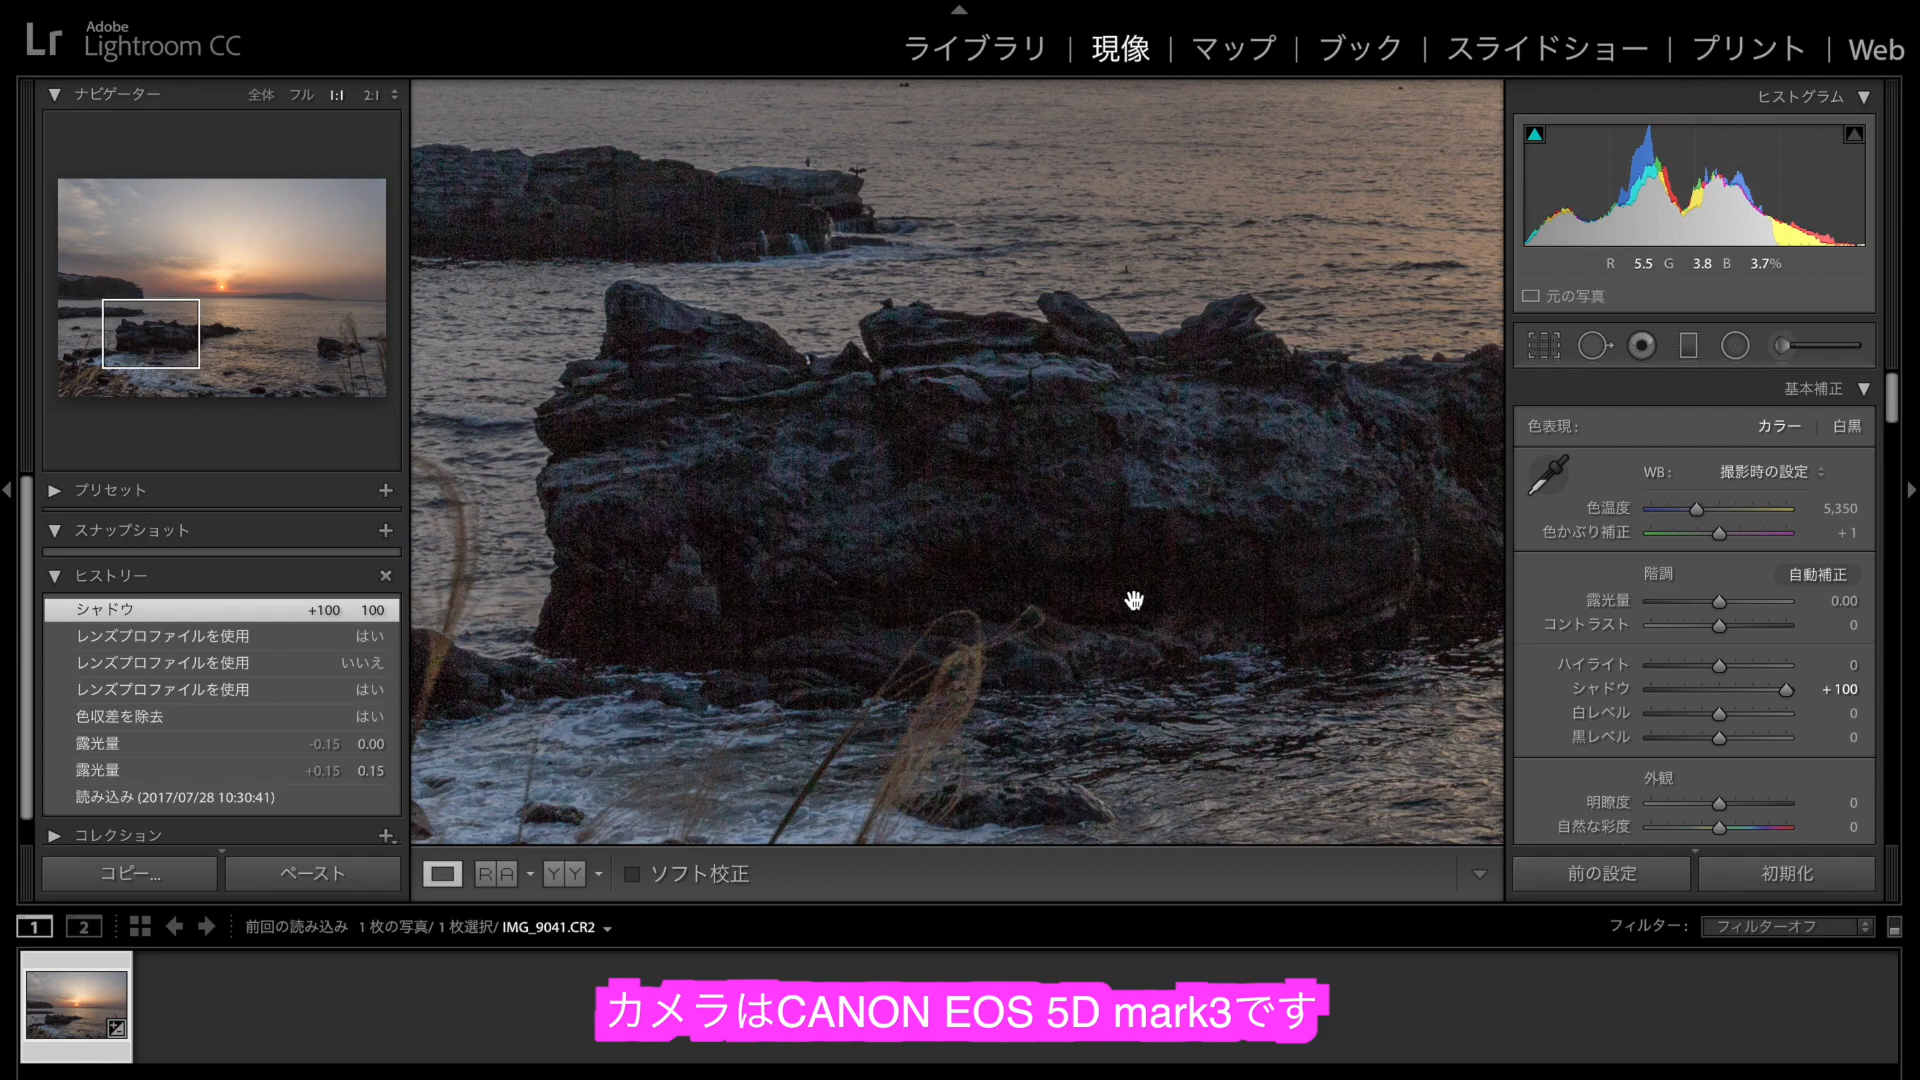 Lr Adobe Lightroom CC
ライブラリ | 現像 | マップ | ブック | スライドショー | プリント | Web
ナビゲーター 全体 フル 1:1 2:1
プリセット
スナップショット
ヒストリー
シャドウ +100 100
レンズプロファイルを使用 はい
レンズプロファイルを使用 いいえ
レンズプロファイルを使用 はい
色収差を除去 はい
露光量 -0.15 0.00
露光量 +0.15 0.15
読み込み (2017/07/28 10:30:41)
コレクション
コピー... ペースト
RA YY ソフト校正
ヒストグラム
R 5.5 G 3.8 B 3.7%
元の写真
基本補正
色表現: カラー 白黒
WB: 撮影時の設定
色温度 5,350
色かぶり補正 +1
階調 自動補正
露光量 0.00
コントラスト 0
ハイライト 0
シャドウ +100
白レベル 0
黒レベル 0
外観
明瞭度 0
自然な彩度 0
前の設定 初期化
1 2 前回の読み込み 1 枚の写真/ 1 枚選択/ IMG_9041.CR2
フィルター: フィルターオフ
カメラはCANON EOS 5D mark3です